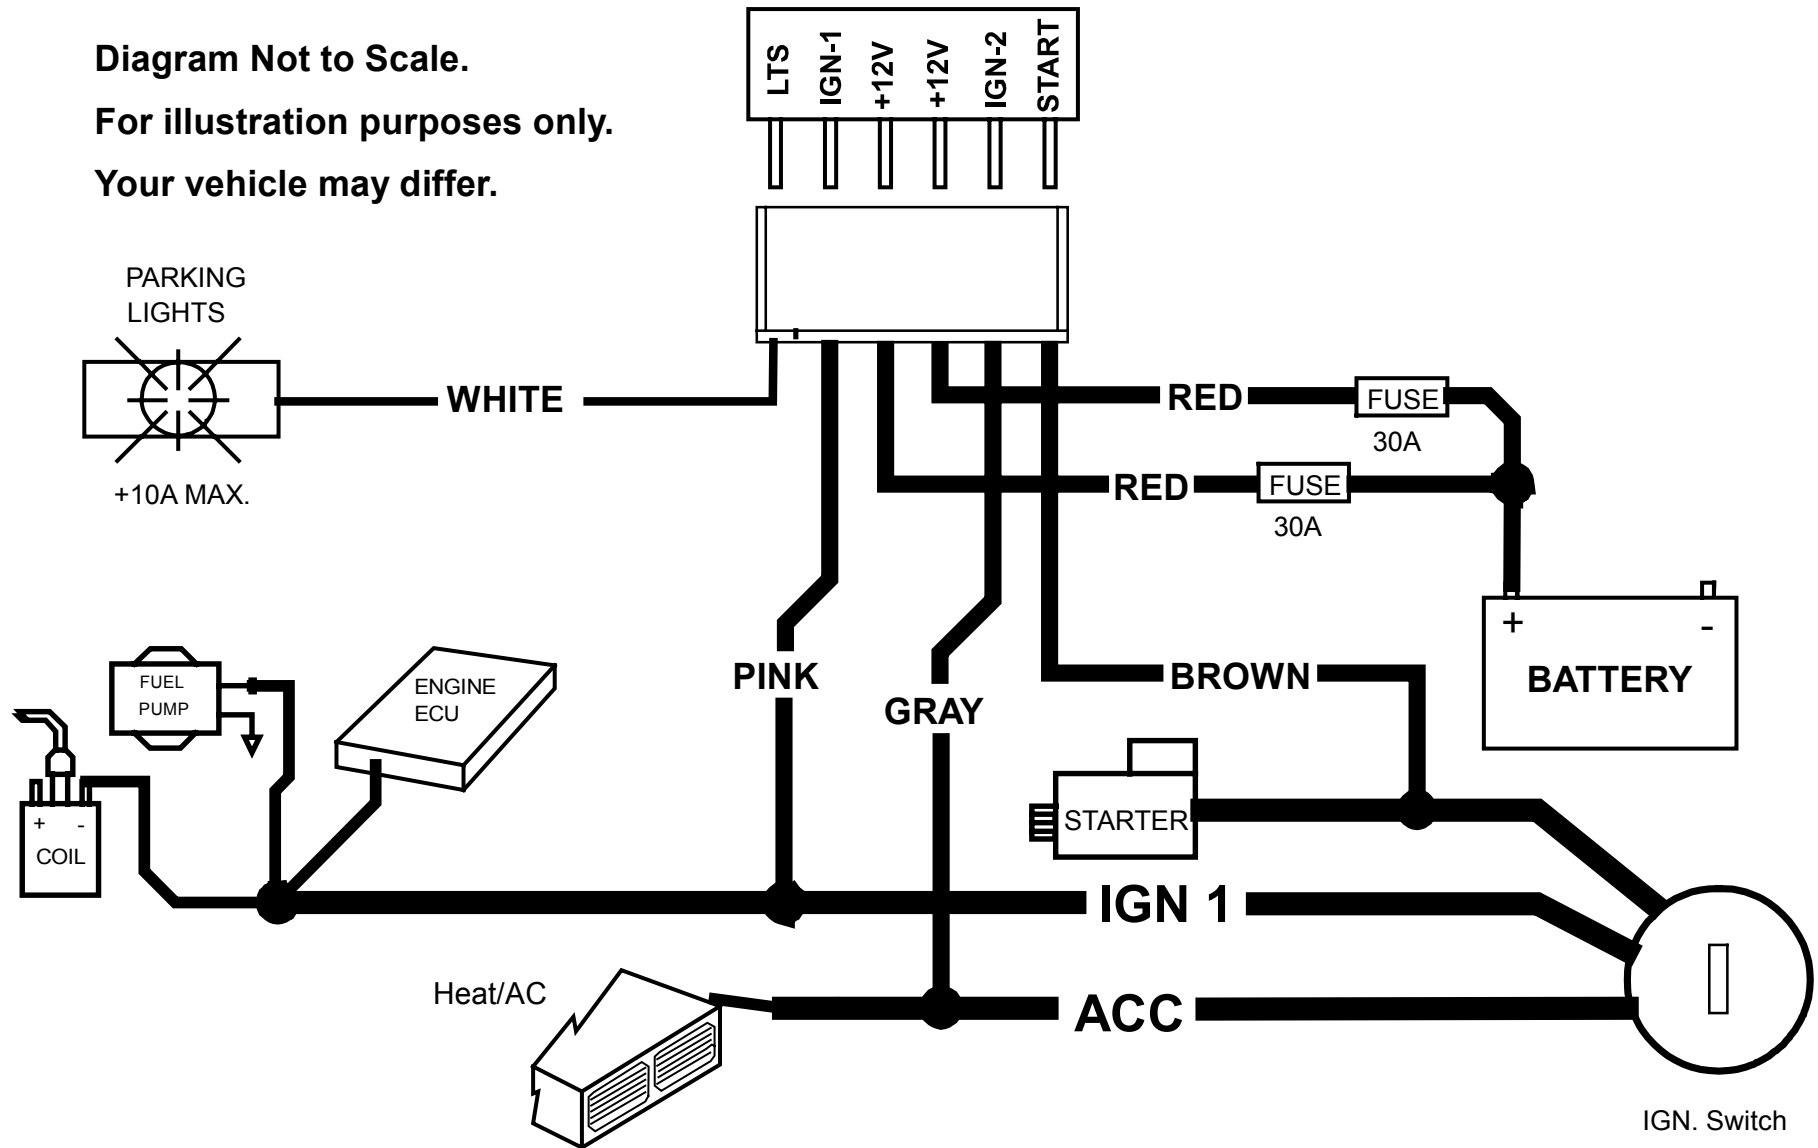 Diagram Not to Scale.
For illustration purposes only.
Your vehicle may differ.
LTS
IGN-1
+12V
+12V
IGN-2
START
PARKING
LIGHTS
+10A MAX.
WHITE
RED
FUSE
30A
RED
FUSE
30A
+
-
BATTERY
PINK
GRAY
BROWN
FUEL
PUMP
ENGINE
ECU
+ -
COIL
STARTER
IGN 1
Heat/AC
ACC
IGN. Switch